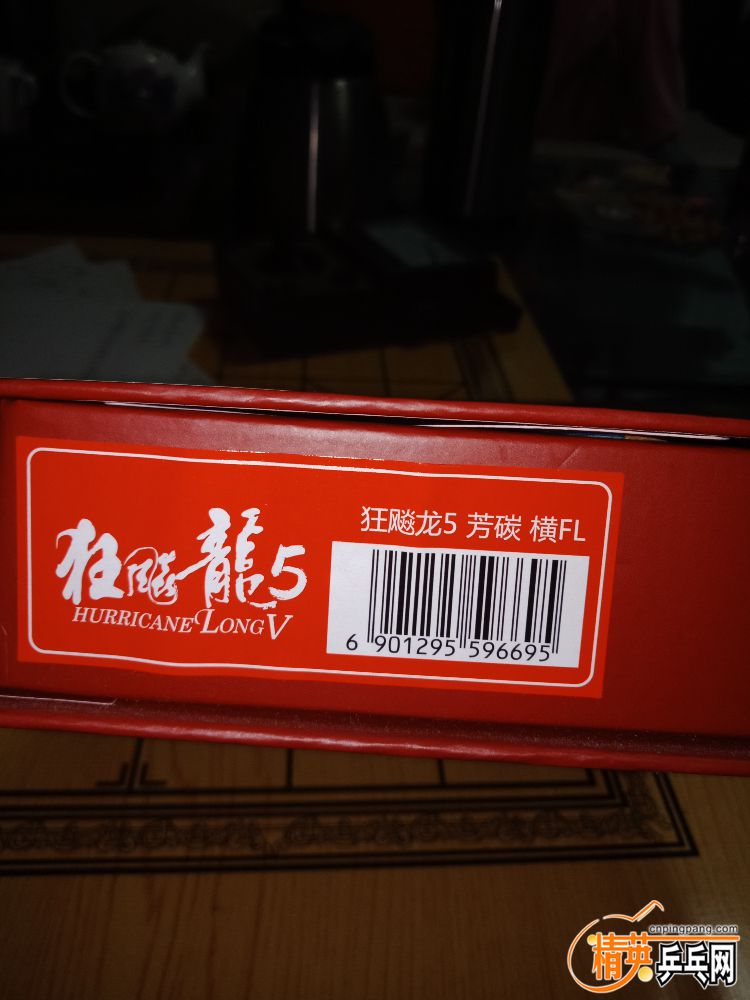 狂飚龙5 芳碳 横FL
狂飚龍5
HURRICANE LONG V
6 901295 596695
cnpingpang.com
精英乒乓网